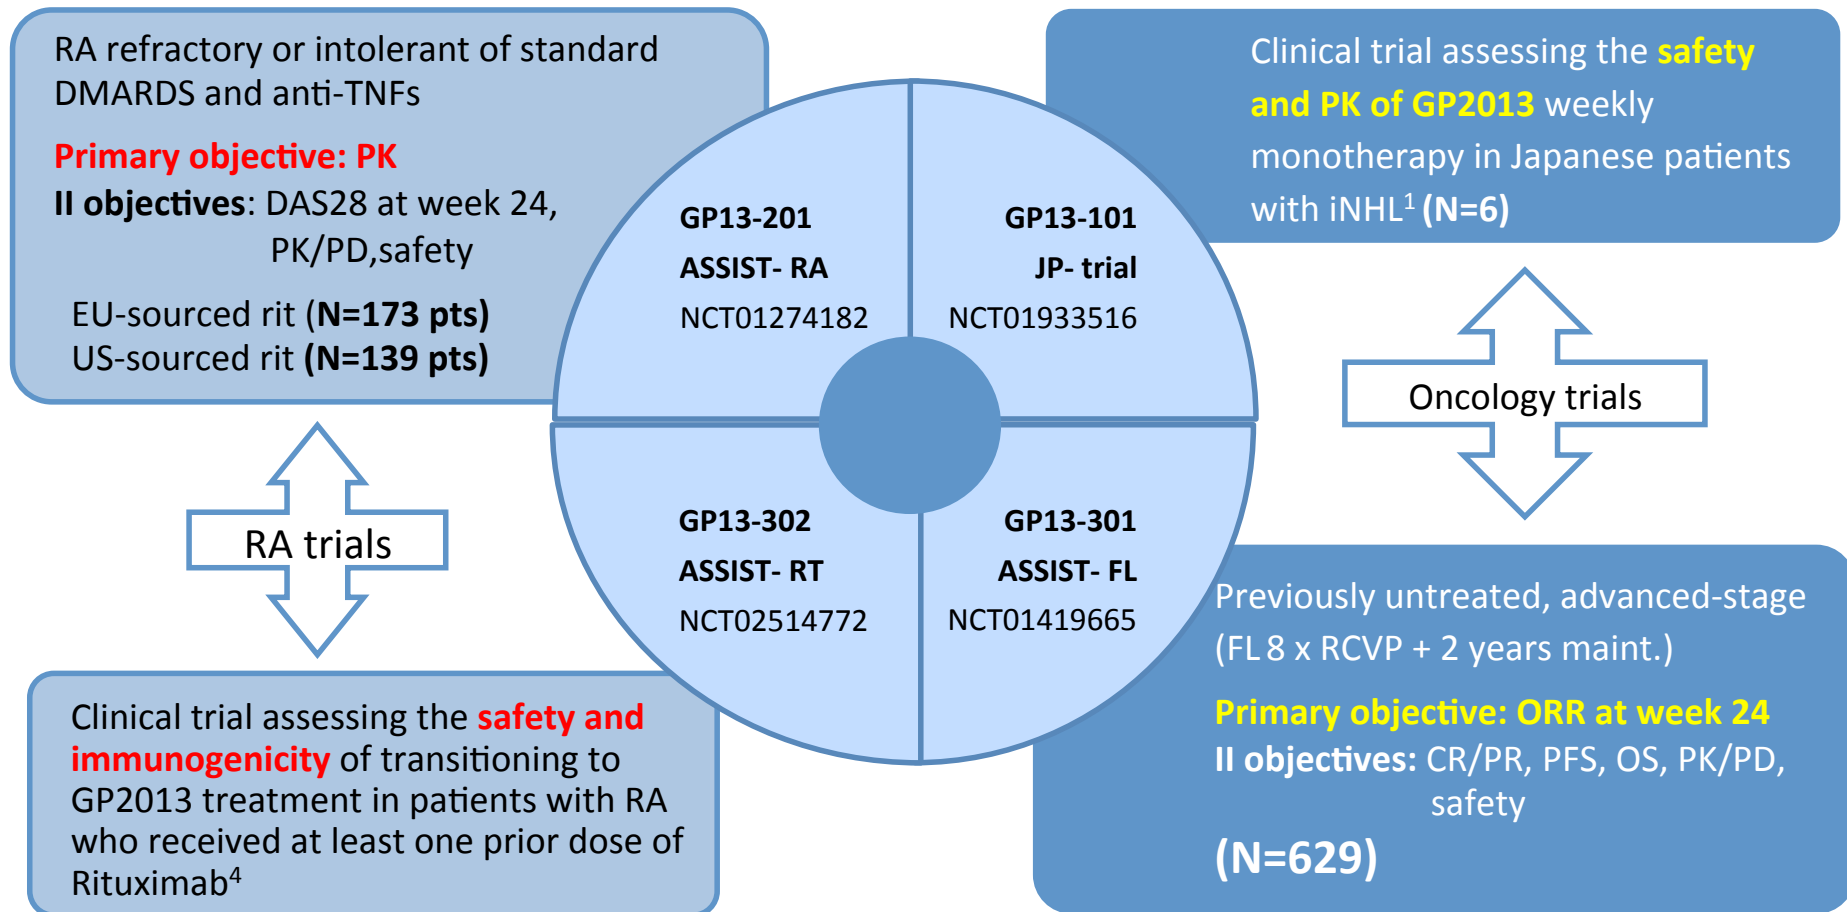 RA refractory or intolerant of standard
DMARDS and anti-TNFs
Primary objective: PK
II objectives: DAS28 at week 24,
PK/PD,safety
EU-sourced rit (N=173 pts)
US-sourced rit (N=139 pts)
Clinical trial assessing the safety
and PK of GP2013 weekly
monotherapy in Japanese patients
with iNHL¹ (N=6)
GP13-201
ASSIST- RA
NCT01274182
GP13-101
JP- trial
NCT01933516
RA trials
Oncology trials
GP13-302
ASSIST- RT
NCT02514772
GP13-301
ASSIST- FL
NCT01419665
Clinical trial assessing the safety and
immunogenicity of transitioning to
GP2013 treatment in patients with RA
who received at least one prior dose of
Rituximab⁴
Previously untreated, advanced-stage
(FL 8 x RCVP + 2 years maint.)
Primary objective: ORR at week 24
II objectives: CR/PR, PFS, OS, PK/PD,
safety
(N=629)